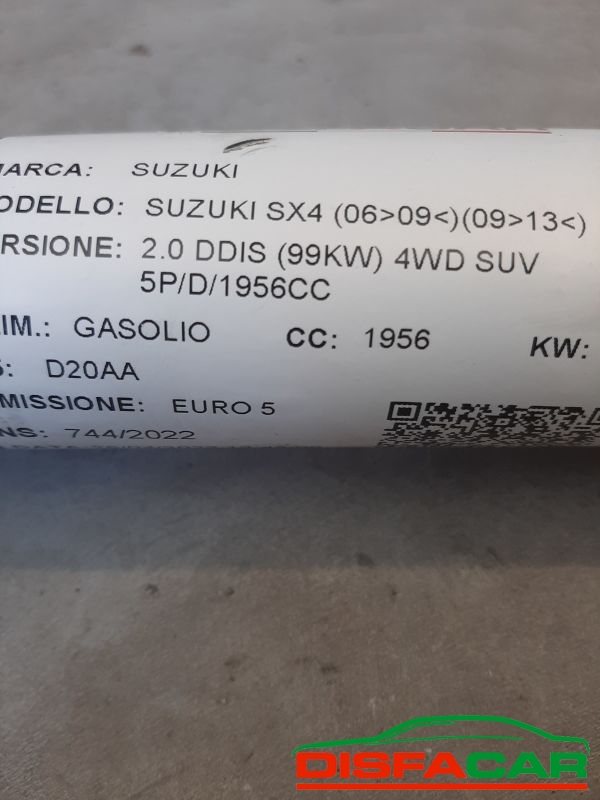 MARCA: SUZUKI
ODELLO: SUZUKI SX4 (06>09<)(09>13<)
RSIONE: 2.0 DDIS (99KW) 4WD SUV
5P/D/1956CC
IM.: GASOLIO CC: 1956 KW:
: D20AA
MISSIONE: EURO 5
NS: 744/2022
DISFACAR